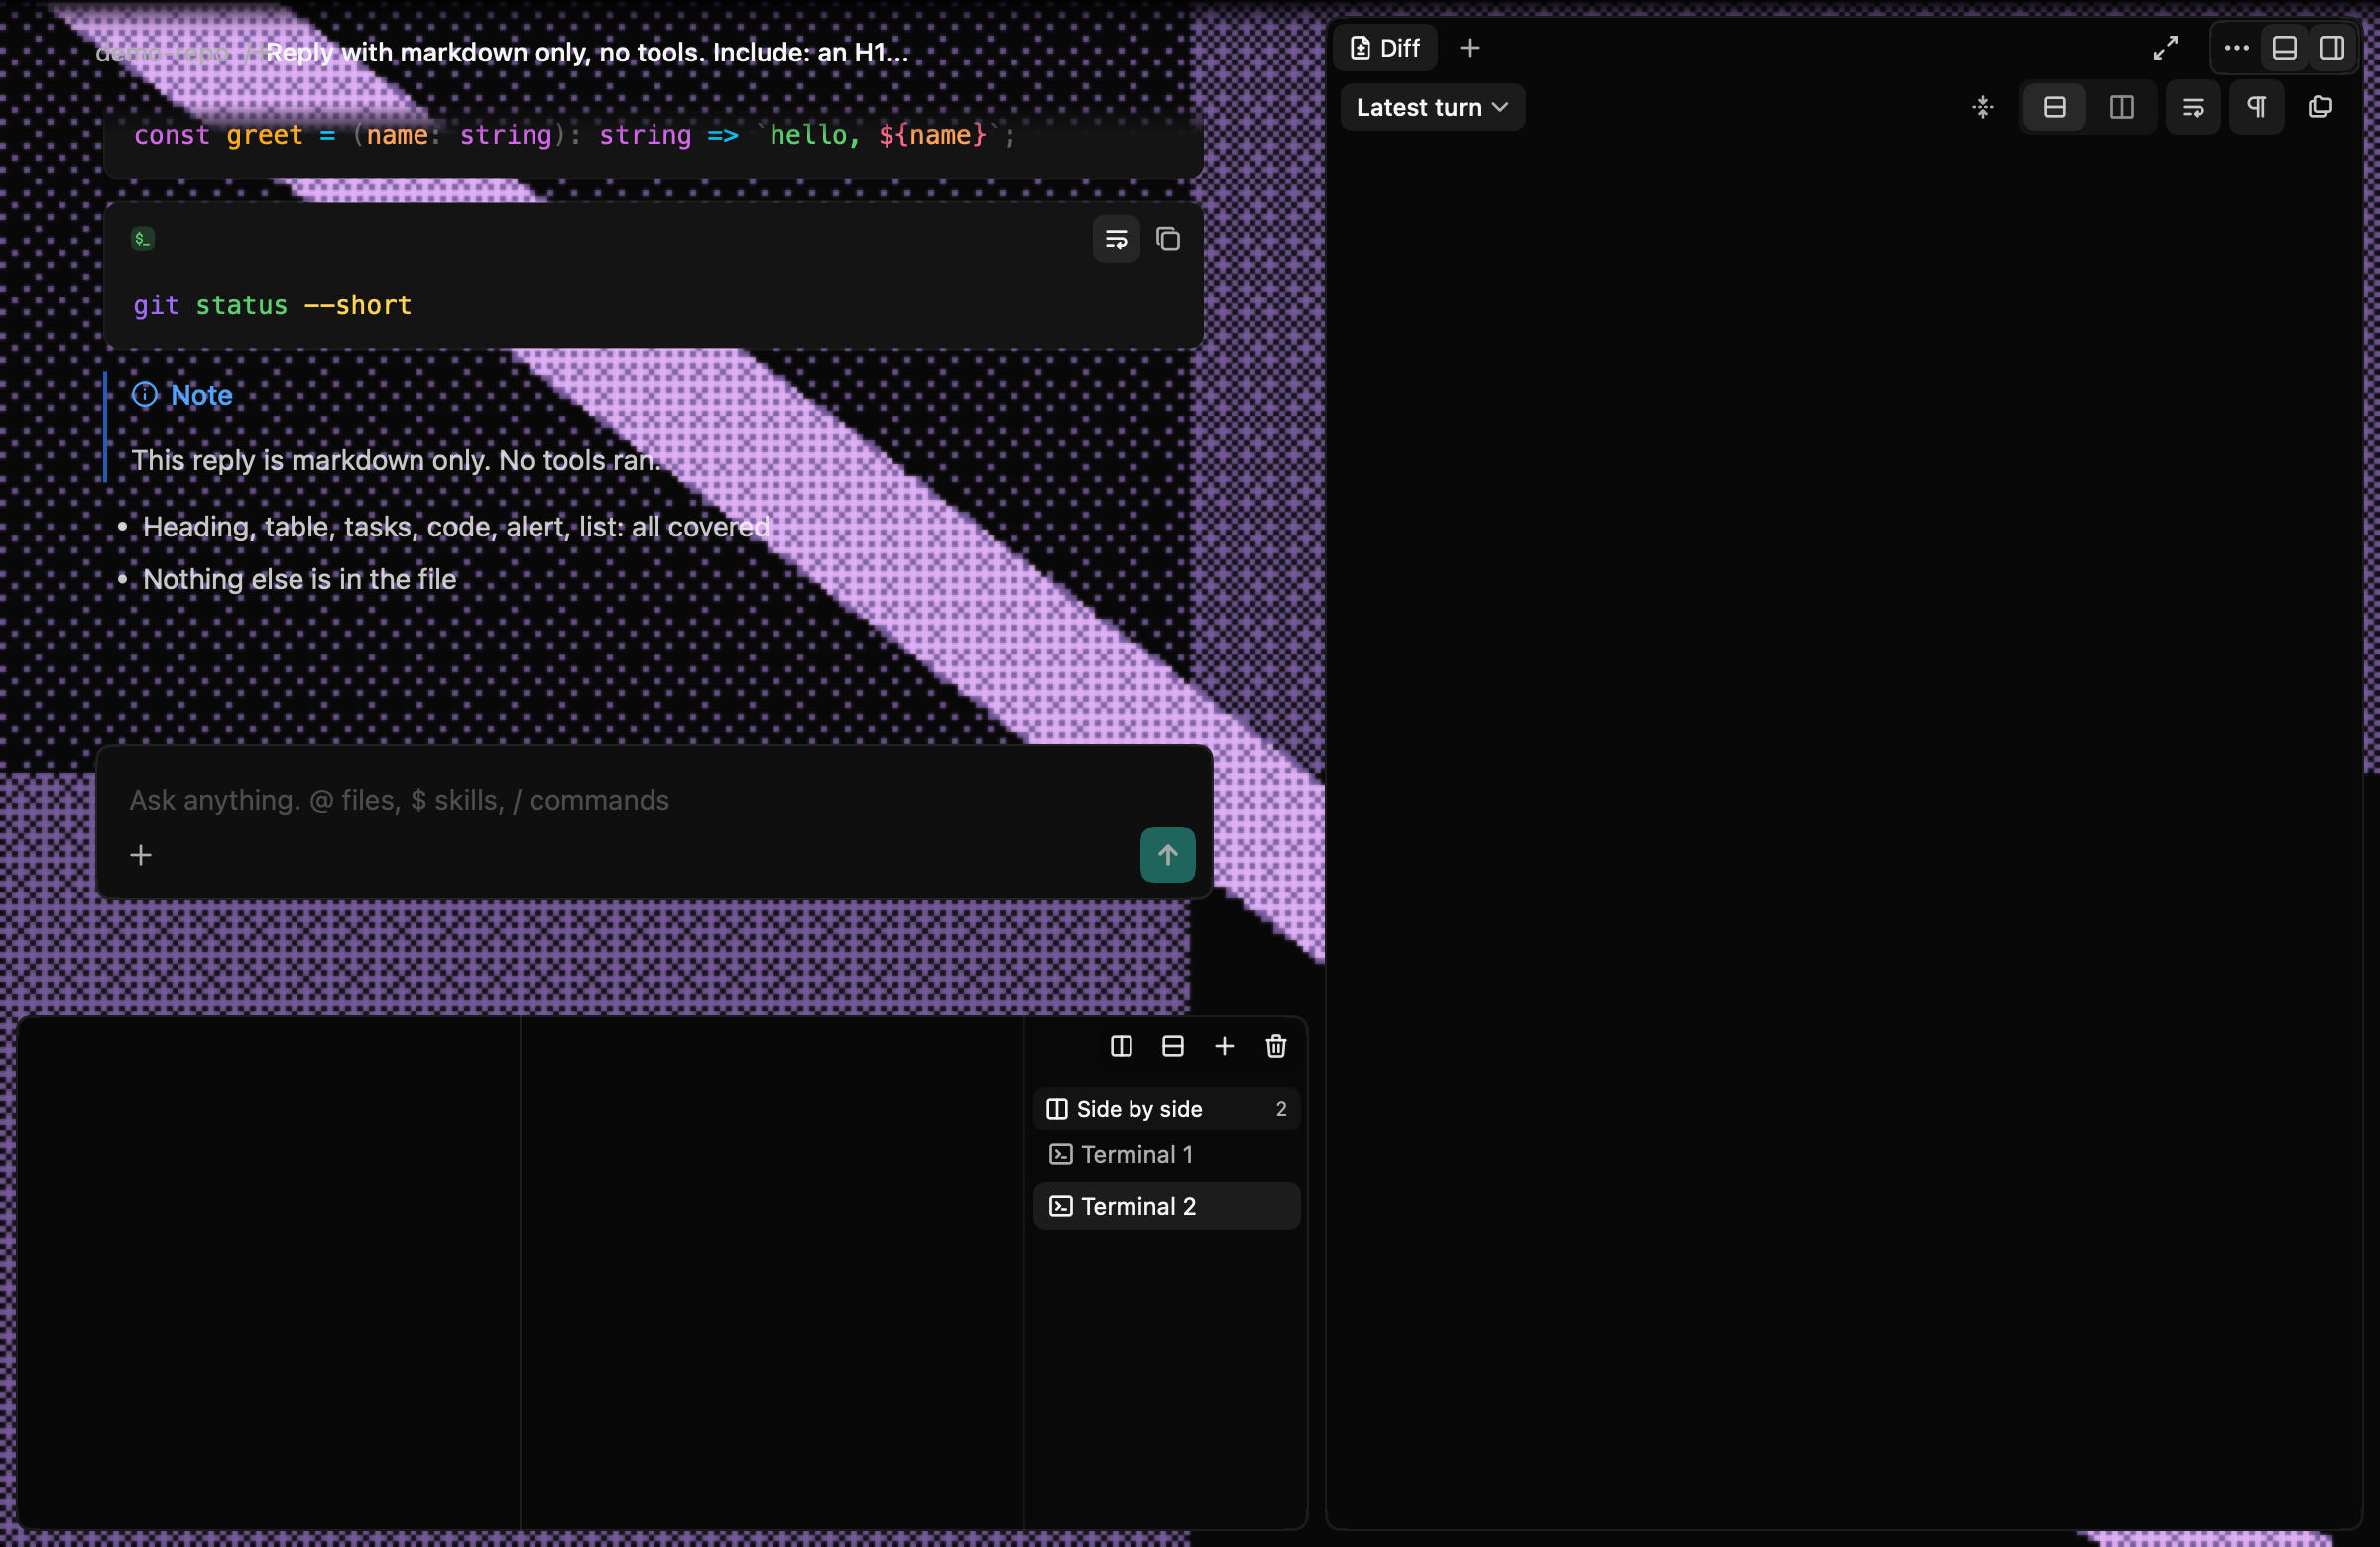 demo-repo / Reply with markdown only, no tools. Include: an H1...
const greet = (name: string): string => `hello, ${name}`;
$_
git status --short
Note
This reply is markdown only. No tools ran.
• Heading, table, tasks, code, alert, list: all covered
• Nothing else is in the file
Ask anything. @ files, $ skills, / commands
Side by side 2
Terminal 1
Terminal 2
Diff
Latest turn